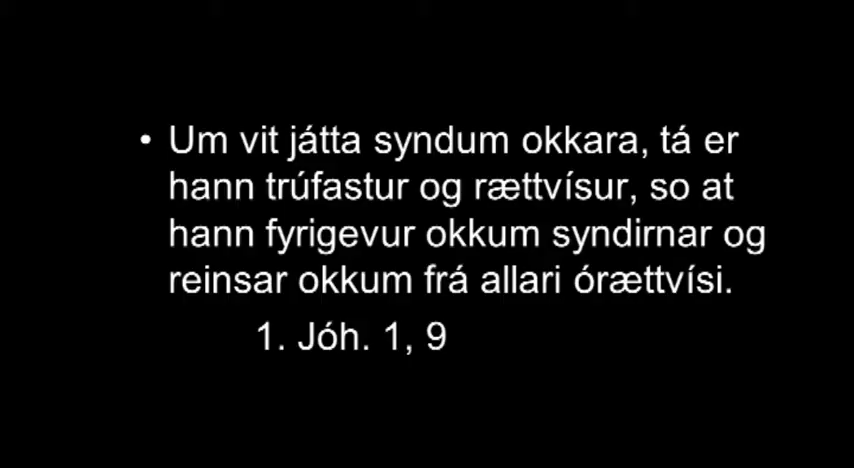 • Um vit játta syndum okkara, tá er
hann trúfastur og rættvísur, so at
hann fyrigevur okkum syndirnar og
reinsar okkum frá allari órættvísi.
1. Jóh. 1, 9